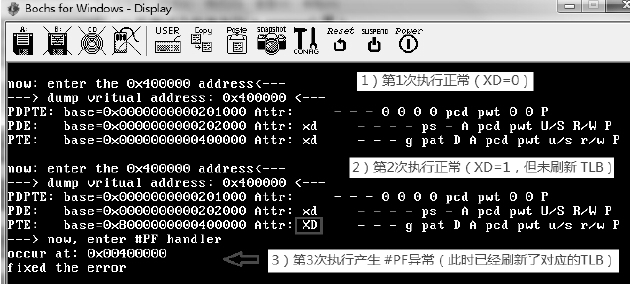 Bochs for Windows - Display
A: B: CD USER Copy Paste snapshot CONFIG Reset SUSPEND Power
now: enter the 0x400000 address<---
1）第1次执行正常（XD=0）
---> dump vritual address: 0x400000 <---
PDPTE: base=0x0000000000201000 Attr: - - - 0 0 0 0 pcd pwt 0 0 P
PDE: base=0x0000000000202000 Attr: xd - - - - ps - A pcd pwt U/S R/W P
PTE: base=0x0000000000400000 Attr: xd - - - g pat D A pcd pwt U/S R/W P
now: enter the 0x400000 address<---
2）第2次执行正常（XD=1，但未刷新 TLB）
---> dump vritual address: 0x400000 <---
PDPTE: base=0x0000000000201000 Attr: - - - 0 0 0 0 pcd pwt 0 0 P
PDE: base=0x0000000000202000 Attr: xd - - - - ps - A pcd pwt U/S R/W P
PTE: base=0x8000000000400000 Attr: XD - - - g pat D A pcd pwt u/s r/w P
---> now, enter #PF handler
occur at: 0x00400000
3）第3次执行产生 #PF异常（此时已经刷新了对应的TLB）
fixed the error